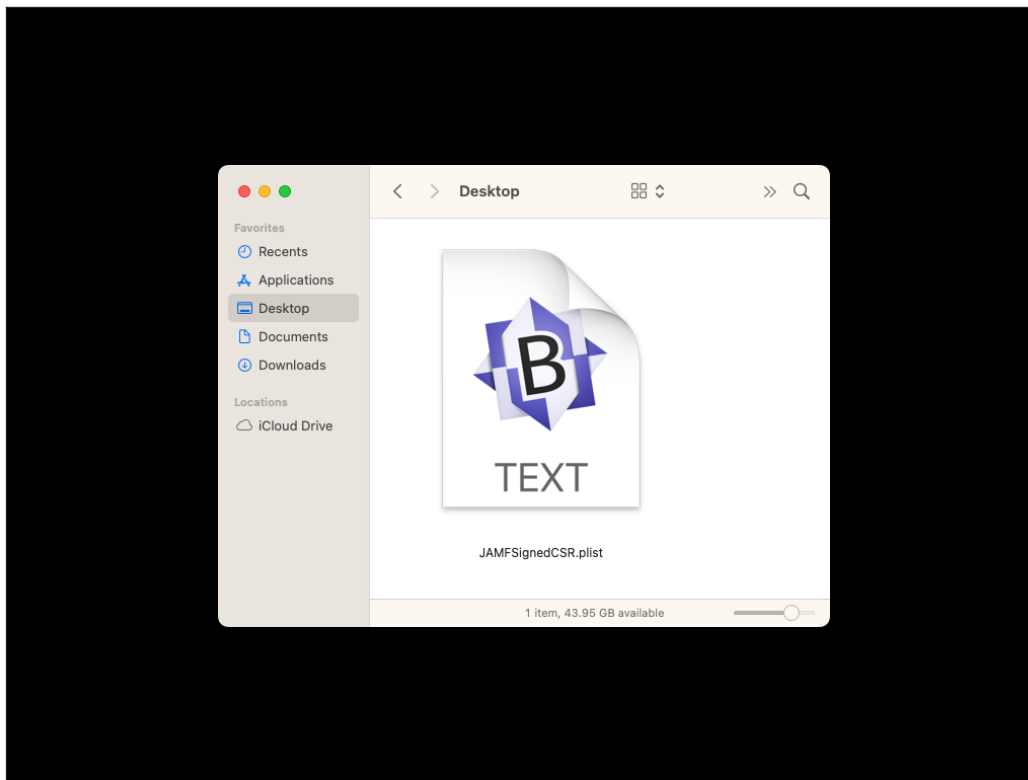 Desktop
Favorites
Recents
Applications
Desktop
Documents
Downloads
Locations
iCloud Drive
B
TEXT
JAMFSignedCSR.plist
1 item, 43.95 GB available